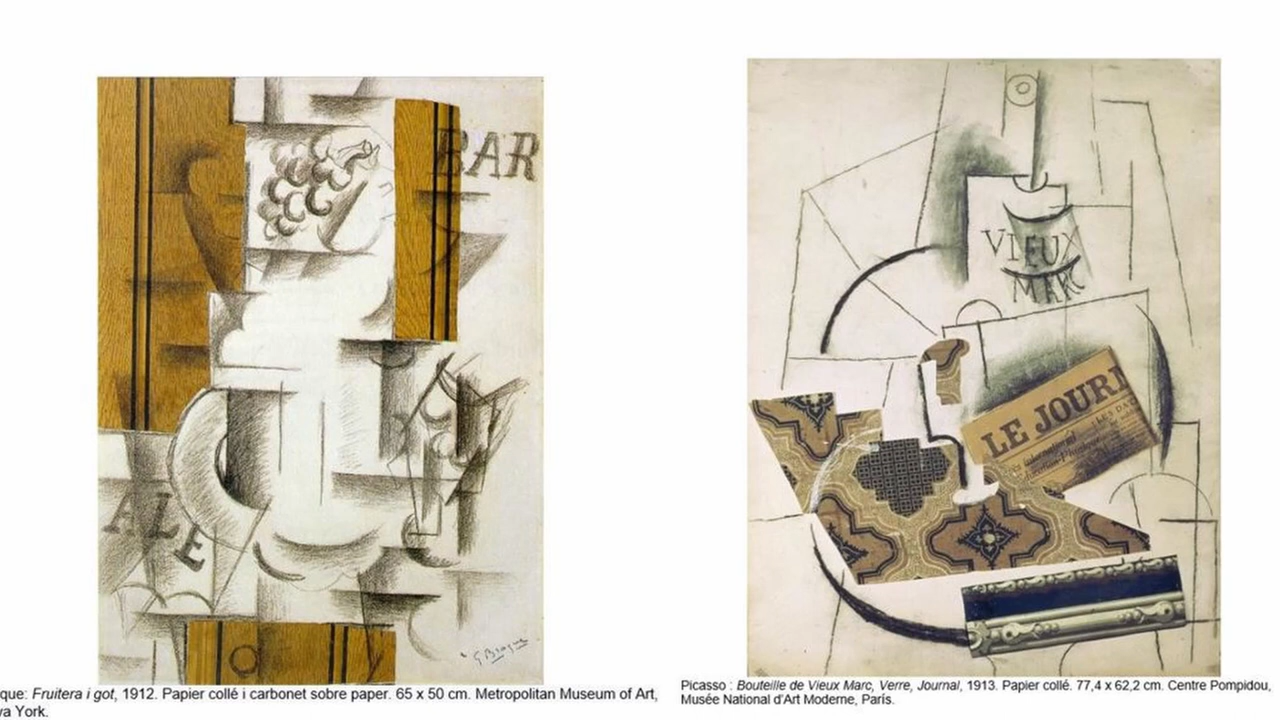 BAR
ALE
G Braque
VIEUX
MARC
LE JOURN
que: Fruitera i got, 1912. Papier collé i carbonet sobre paper. 65 x 50 cm. Metropolitan Museum of Art,
va York.
Picasso : Bouteille de Vieux Marc, Verre, Journal, 1913. Papier collé. 77,4 x 62,2 cm. Centre Pompidou,
Musée National d'Art Moderne, París.